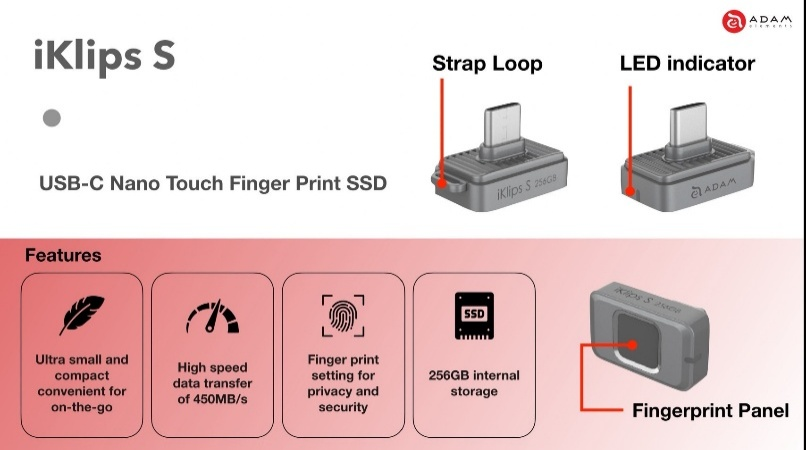 ADAM
elements
iKlips S
Strap Loop
LED indicator
USB-C Nano Touch Finger Print SSD
iKlips S 256GB
ADAM
Features
Ultra small and
compact
convenient for
on-the-go
High speed
data transfer
of 450MB/s
Finger print
setting for
privacy and
security
SSD
256GB internal
storage
iKlips S 256GB
Fingerprint Panel